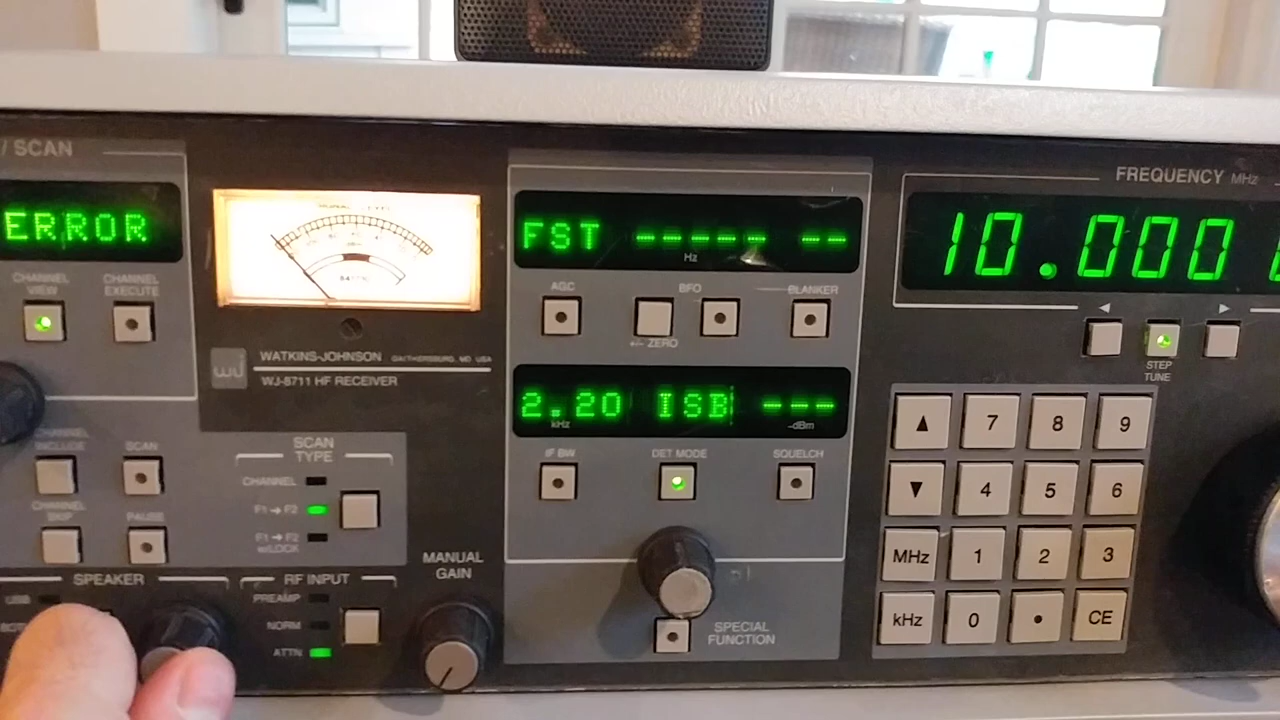 / SCAN
ERROR
CHANNEL VIEW
CHANNEL EXECUTE
WATKINS-JOHNSON GAITHERSBURG, MD USA
wj
WJ-8711 HF RECEIVER
FST ----- --
Hz
AGC
BFO
BLANKER
+/- ZERO
2.20 ISB ---
kHz
-dBm
IF BW
DET MODE
SQUELCH
SPECIAL
FUNCTION
FREQUENCY MHz
10.000
◀
▶
STEP
TUNE
▲ 7 8 9
▼ 4 5 6
MHz 1 2 3
kHz 0 • CE
CHANNEL
INCLUDE
SCAN
CHANNEL
SKIP
PAUSE
SCAN
TYPE
CHANNEL
F1 → F2
F1 → F2
w/LOCK
SPEAKER
USB
RF INPUT
PREAMP
NORM
ATTN
MANUAL
GAIN